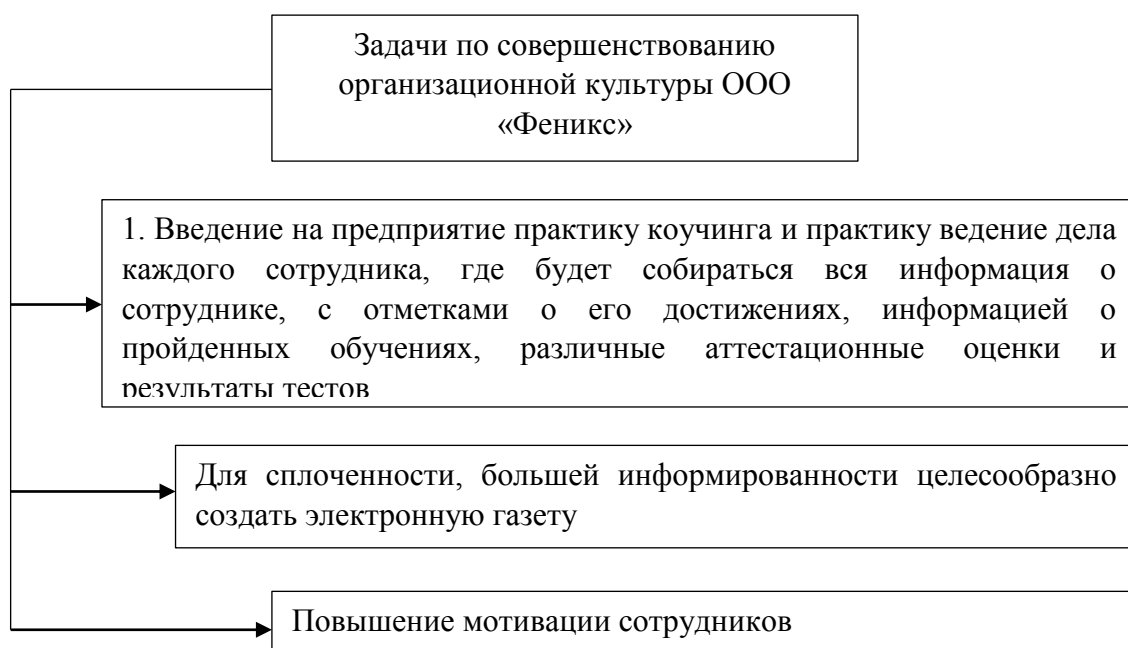 Задачи по совершенствованию
организационной культуры ООО
«Феникс»
1. Введение на предприятие практику коучинга и практику ведение дела
каждого сотрудника, где будет собираться вся информация о
сотруднике, с отметками о его достижениях, информацией о
пройденных обучениях, различные аттестационные оценки и
результаты тестов
Для сплоченности, большей информированности целесообразно
создать электронную газету
Повышение мотивации сотрудников